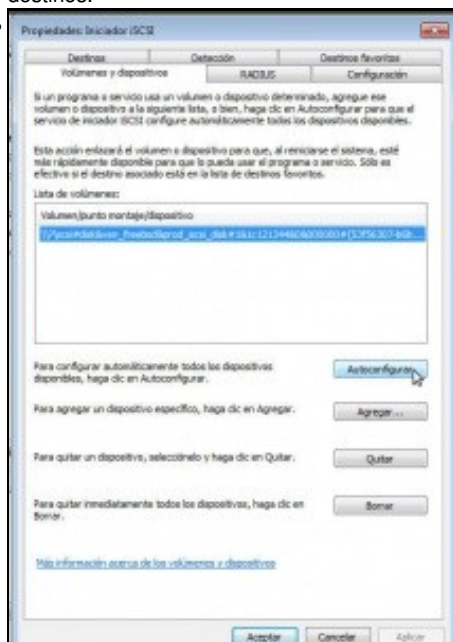 destinos.
Propiedades: Iniciador iSCSI
Destinos Detección Destinos favoritos
Volúmenes y dispositivos RADIUS Configuración
Si un programa o servicio usa un volumen o dispositivo determinado, agregue ese
volumen o dispositivo a la siguiente lista, o bien, haga clic en Autoconfigurar para que el
servicio de iniciador iSCSI configure automáticamente todos los dispositivos disponibles.
Esta acción enlazará el volumen o dispositivo para que, al reiniciarse el sistema, esté
más rápidamente disponible para que lo pueda usar el programa o servicio. Sólo es
efectivo si el destino asociado está en la lista de destinos favoritos.
Lista de volúmenes:
Volumen/punto montaje/dispositivo
Para configurar automáticamente todos los dispositivos
disponibles, haga clic en Autoconfigurar.
Autoconfigurar
Para agregar un dispositivo específico, haga clic en Agregar.
Agregar...
Para quitar un dispositivo, selecciónelo y haga clic en Quitar.
Quitar
Para quitar inmediatamente todos los dispositivos, haga clic en
Borrar.
Borrar
Más información acerca de los volúmenes y dispositivos
Aceptar Cancelar Aplicar